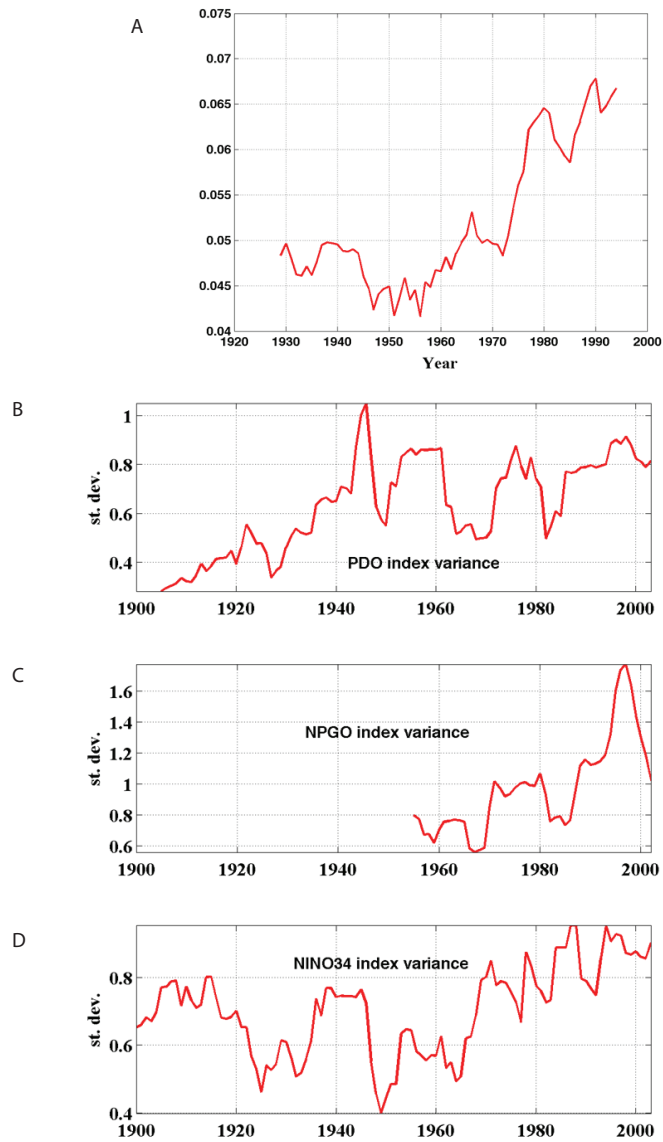 A
0.075
0.07
0.065
0.06
0.055
0.05
0.045
0.04
1920 1930 1940 1950 1960 1970 1980 1990 2000
Year
B
1
0.8
0.6
0.4
st. dev.
PDO index variance
1900 1920 1940 1960 1980 2000
C
1.6
1.4
1.2
1
0.8
0.6
st. dev.
NPGO index variance
1900 1920 1940 1960 1980 2000
D
0.8
0.6
0.4
st. dev.
NINO34 index variance
1900 1920 1940 1960 1980 2000